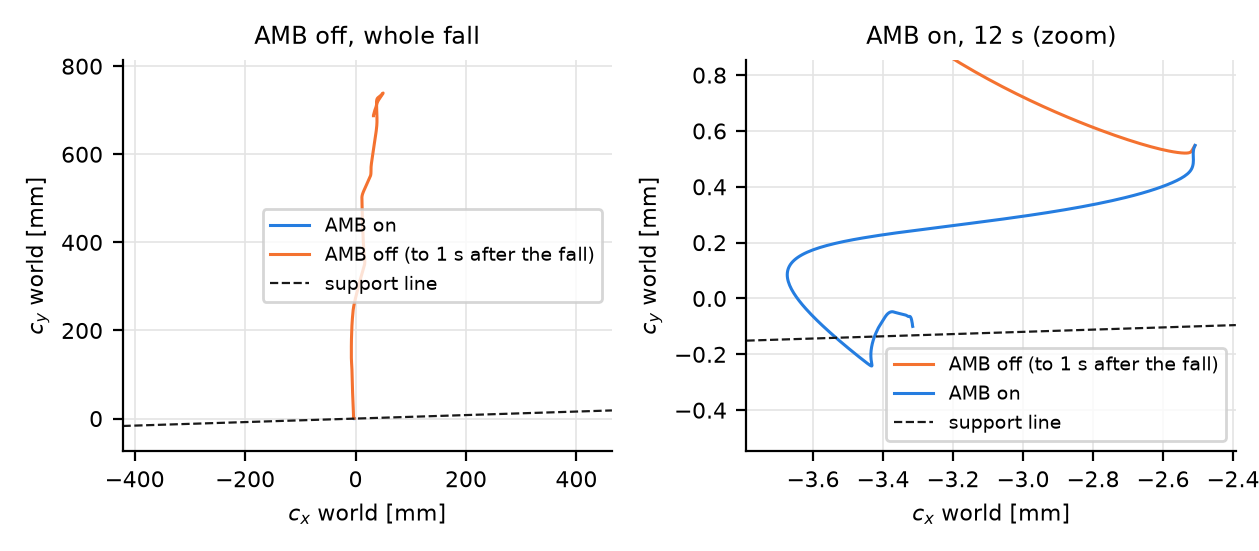 AMB off, whole fall
800
600
400
200
0
−400
−200
0
200
400
c_y world [mm]
c_x world [mm]
AMB on
AMB off (to 1 s after the fall)
support line
AMB on, 12 s (zoom)
0.8
0.6
0.4
0.2
0.0
−0.2
−0.4
−3.6
−3.4
−3.2
−3.0
−2.8
−2.6
−2.4
c_y world [mm]
c_x world [mm]
AMB off (to 1 s after the fall)
AMB on
support line